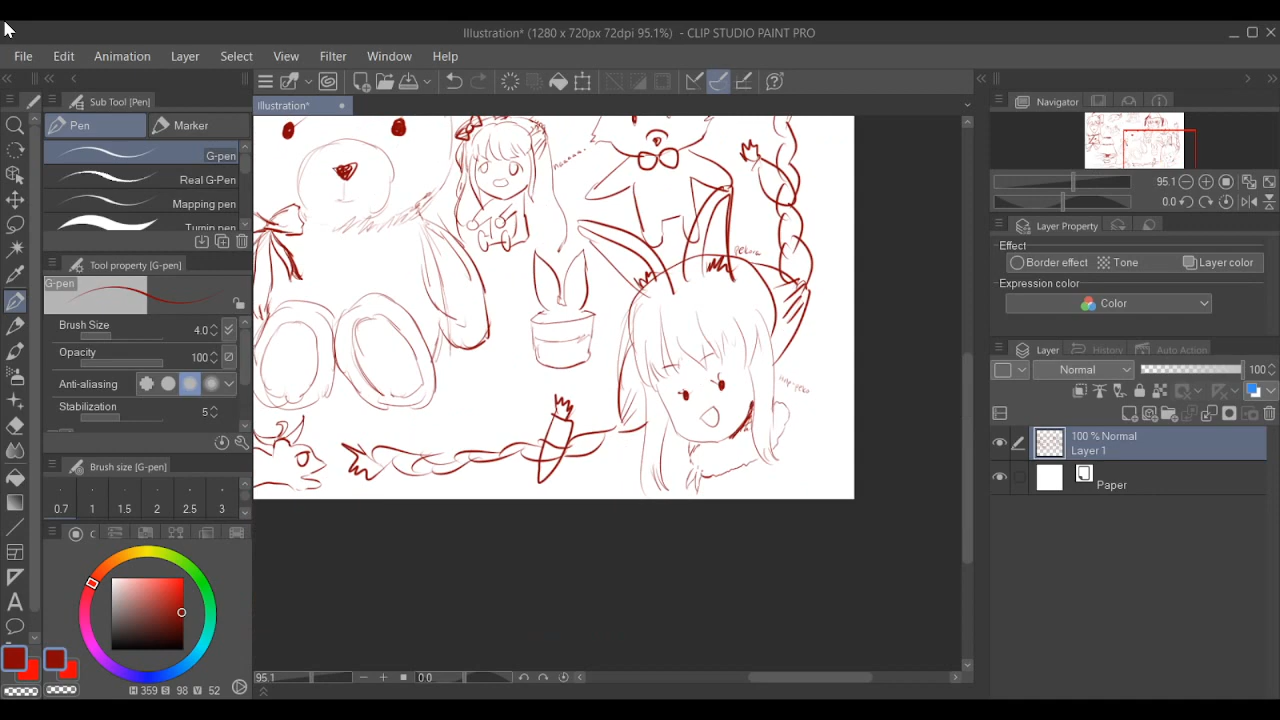 Illustration* (1280 x 720px 72dpi 95.1%)  - CLIP STUDIO PAINT PRO
File Edit Animation Layer Select View Filter Window Help
Sub Tool [Pen]
Illustration*
Navigator
Pen Marker
G-pen
Real G-Pen
Mapping pen
Turnip pen
95.1
0.0
Layer Property
Effect
Border effect Tone Layer color
Expression color
Color
Tool property [G-pen]
G-pen
Brush Size 4.0
Opacity 100
Anti-aliasing
Stabilization 5
pekora
Layer History Auto Action
Normal 100
100 % Normal
Layer 1
Paper
Brush size [G-pen]
0.7 1 1.5 2 2.5 3
C
H 359 S 98 V 52
95.1
0.0
A